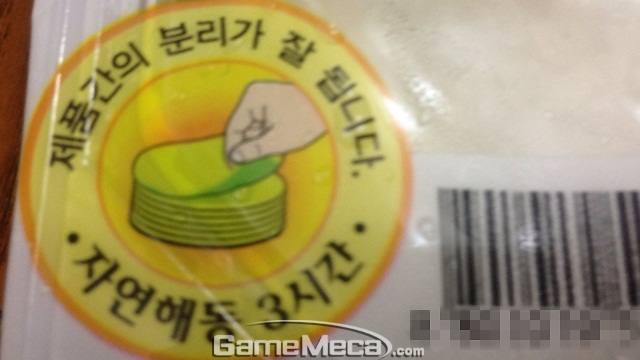 제품간의 분리가 잘 됩니다.
• 자연해동 3시간 •
GameMeca.com